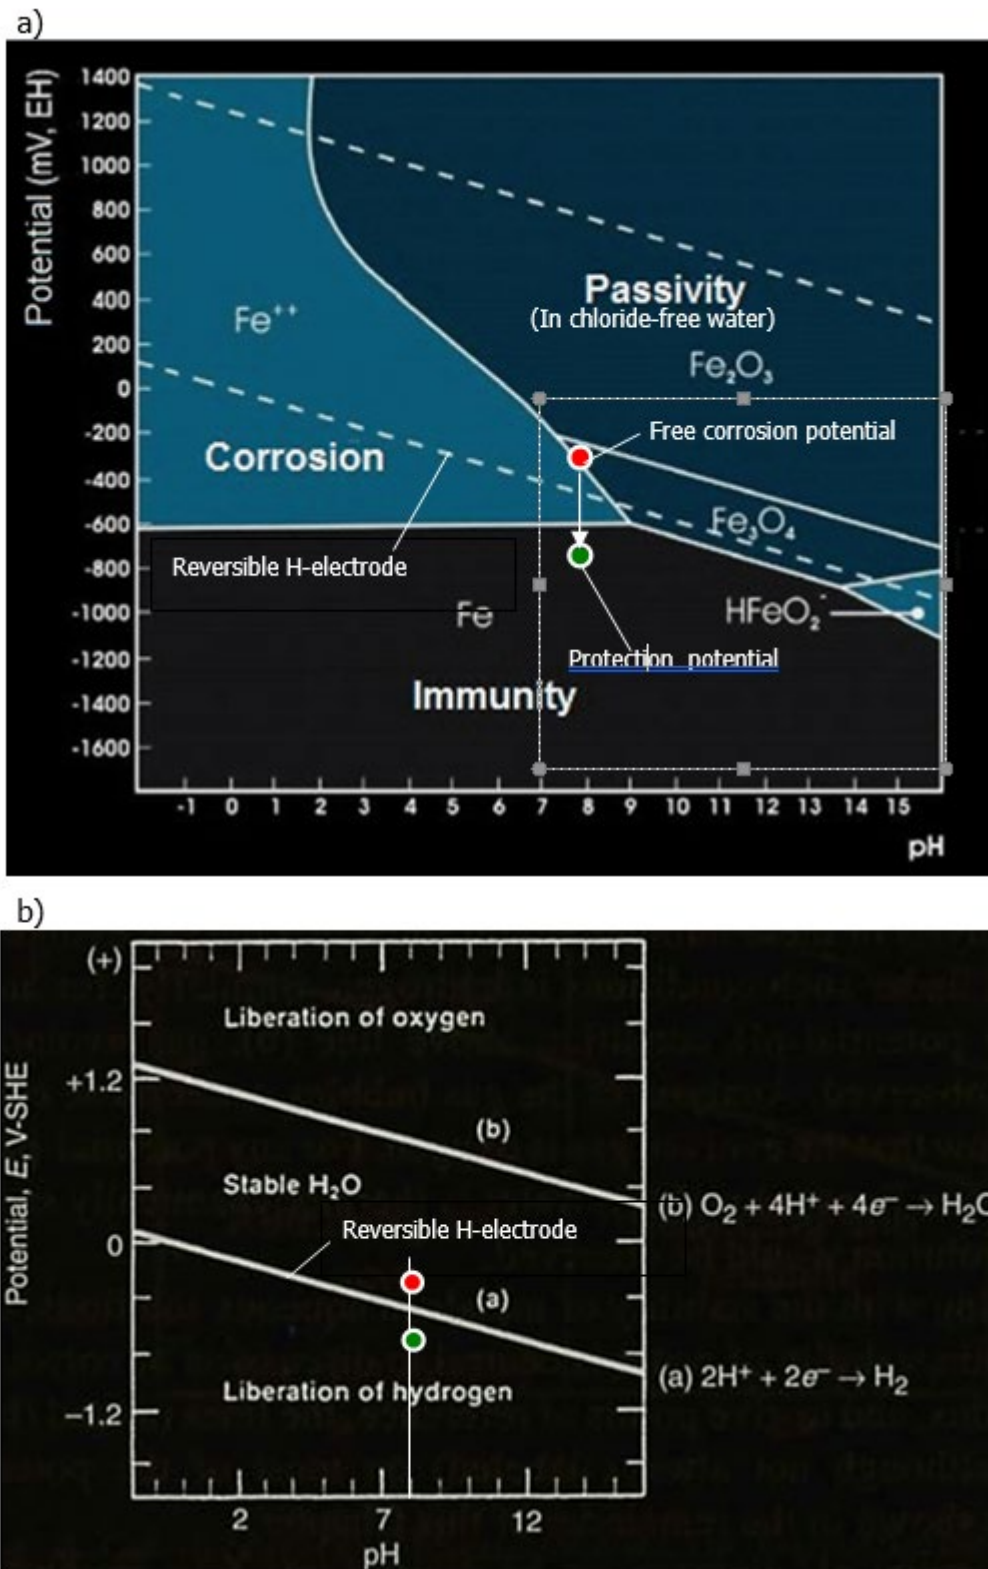 a)
Potential (mV, EH)
1400
1200
1000
800
600
400
200
0
-200
-400
-600
-800
-1000
-1200
-1400
-1600
Fe⁺⁺
Passivity
(In chloride-free water)
Fe₂O₃
Free corrosion potential
Corrosion
Fe₃O₄
Reversible H-electrode
Fe
HFeO₂⁻
Protection potential
Immunity
-1 0 1 2 3 4 5 6 7 8 9 10 11 12 13 14 15
pH
b)
Potential, E, V-SHE
(+)
Liberation of oxygen
+1.2
(b)
Stable H₂O
(b) O₂ + 4H⁺ + 4e⁻ → H₂O
Reversible H-electrode
0
(a)
(a) 2H⁺ + 2e⁻ → H₂
Liberation of hydrogen
−1.2
2 7 12
pH